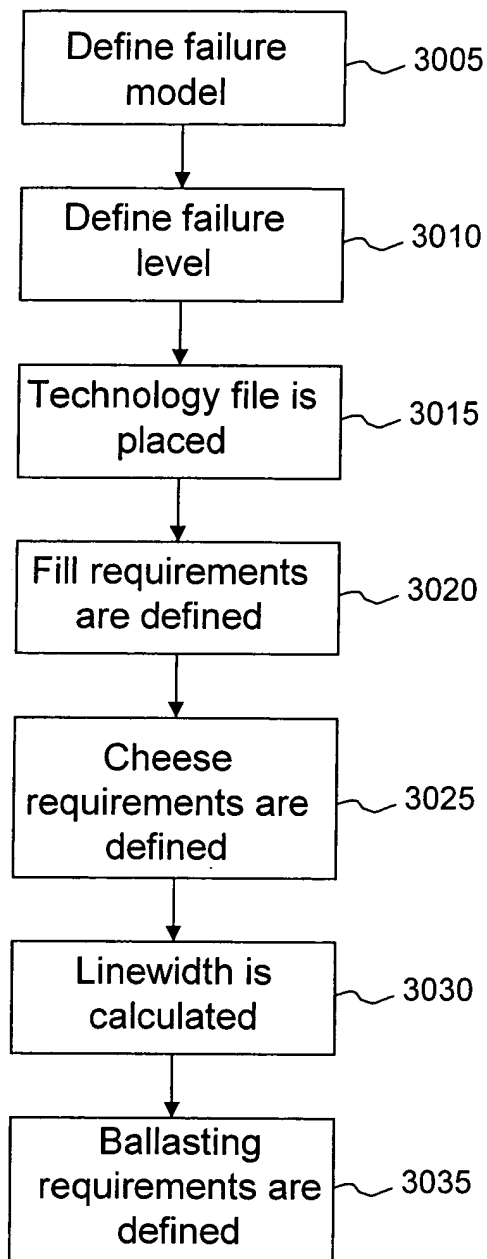 Define failure
model
3005
Define failure
level
3010
Technology file is
placed
3015
Fill requirements
are defined
3020
Cheese
requirements are
defined
3025
Linewidth is
calculated
3030
Ballasting
requirements are
defined
3035